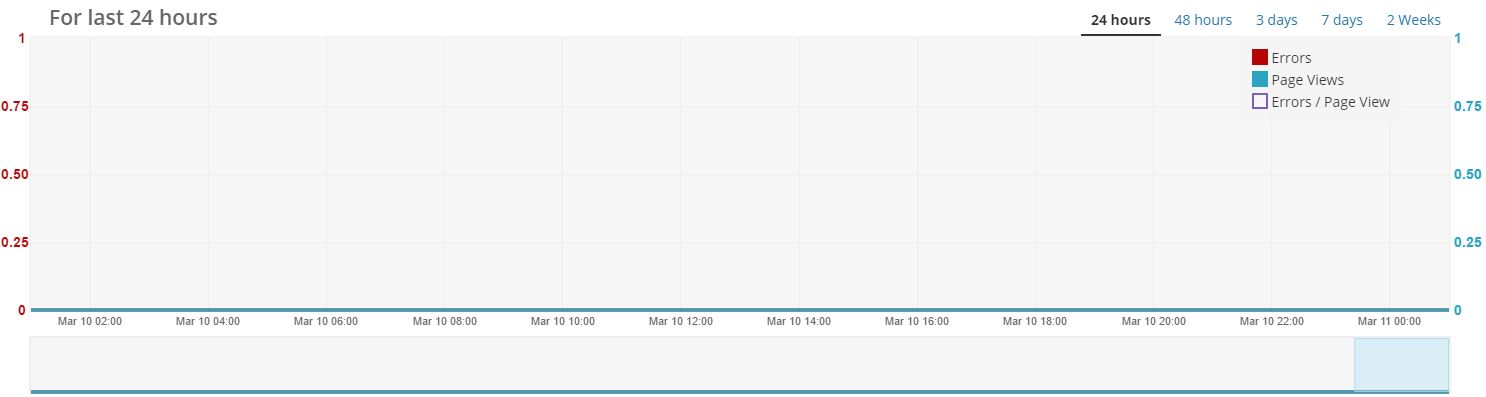 For last 24 hours
24 hours 48 hours 3 days 7 days 2 Weeks
1 1
Errors
Page Views
0.75 Errors / Page View 0.75
0.50 0.50
0.25 0.25
0 0
Mar 10 02:00 Mar 10 04:00 Mar 10 06:00 Mar 10 08:00 Mar 10 10:00 Mar 10 12:00 Mar 10 14:00 Mar 10 16:00 Mar 10 18:00 Mar 10 20:00 Mar 10 22:00 Mar 11 00:00